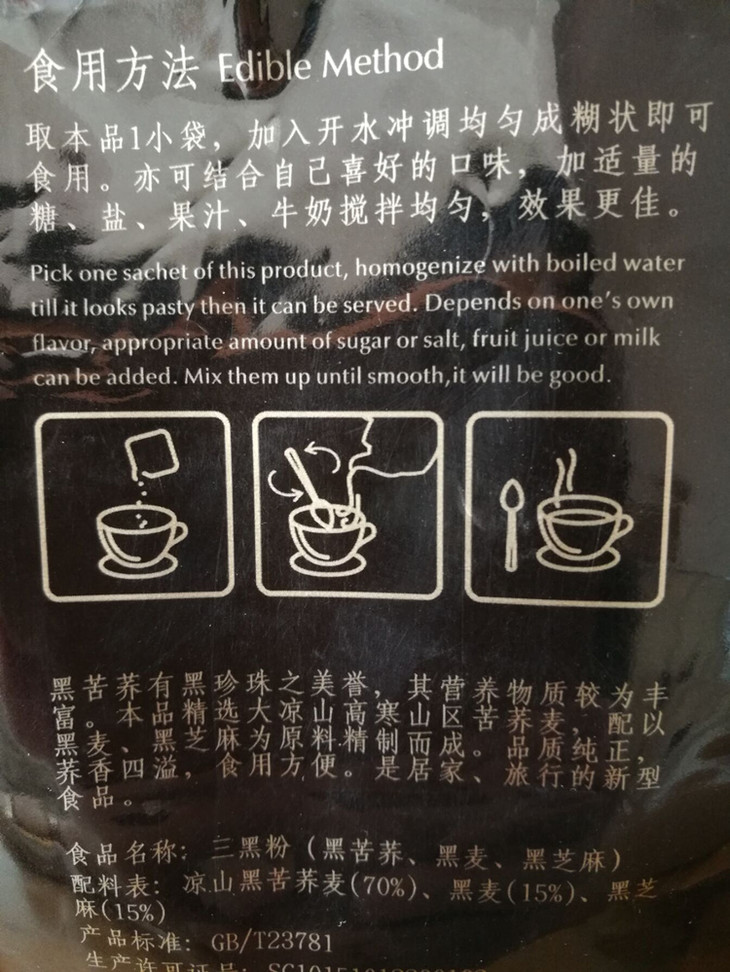 食用方法 Edible Method
取本品1小袋，加入开水冲调均匀成糊状即可
食用。亦可结合自己喜好的口味，加适量的
糖、盐、果汁、牛奶搅拌均匀，效果更佳。
Pick one sachet of this product, homogenize with boiled water
till it looks pasty then it can be served. Depends on one's own
flavor, appropriate amount of sugar or salt, fruit juice or milk
can be added. Mix them up until smooth,it will be good.
黑苦荞有黑珍珠之美誉，其营养物质较为丰
富。本品精选大凉山高寒山区苦荞麦，配以
黑麦、黑芝麻为原料精制而成。品质纯正，
荞香四溢，食用方便。是居家、旅行的新型
食品。
食品名称：三黑粉（黑苦荞、黑麦、黑芝麻）
配料表：凉山黑苦荞麦(70%)、黑麦(15%)、黑芝
麻(15%)
产品标准：GB/T23781
生产许可证号：